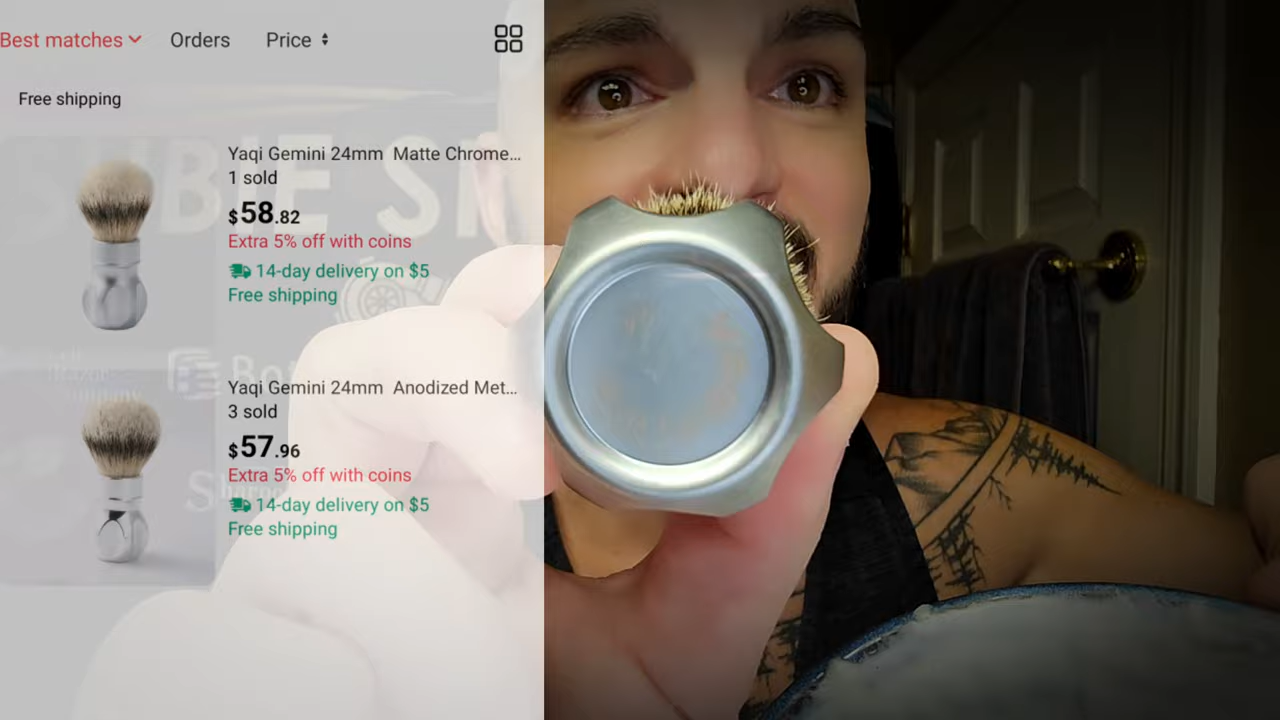 Best matches Orders Price
Free shipping
Yaqi Gemini 24mm Matte Chrome...
1 sold
$58.82
Extra 5% off with coins
14-day delivery on $5
Free shipping
Yaqi Gemini 24mm Anodized Met...
3 sold
$57.96
Extra 5% off with coins
14-day delivery on $5
Free shipping